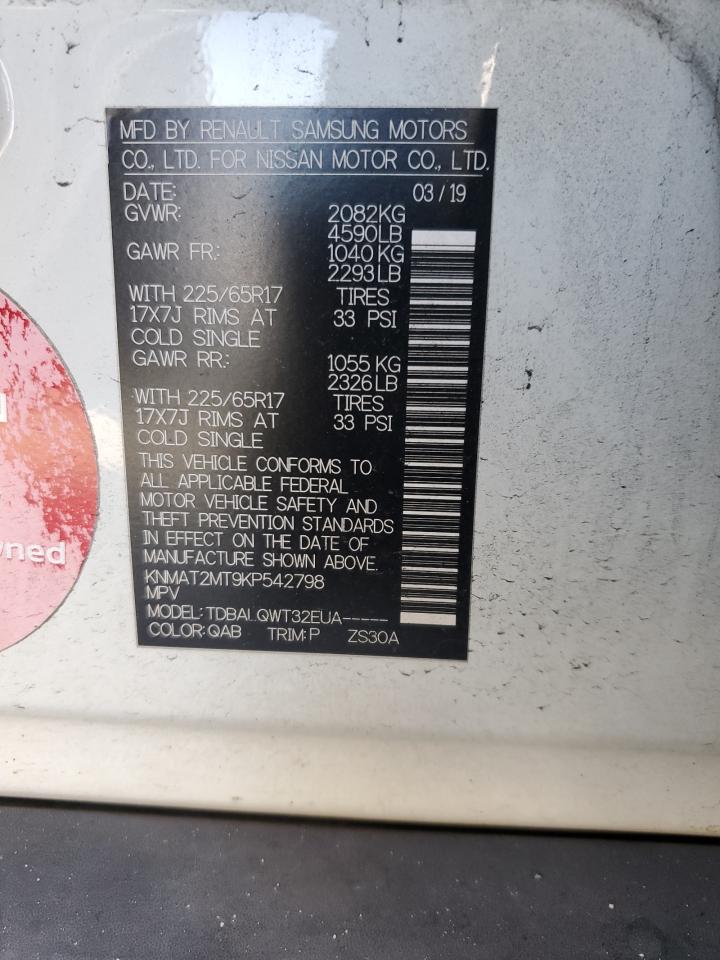 MFD BY RENAULT SAMSUNG MOTORS
CO., LTD. FOR NISSAN MOTOR CO., LTD.
DATE: 03 / 19
GVWR: 2082KG
4590LB
GAWR FR: 1040 KG
2293 LB
WITH 225/65R17 TIRES
17X7J RIMS AT 33 PSI
COLD SINGLE
GAWR RR: 1055 KG
2326 LB
WITH 225/65R17 TIRES
17X7J RIMS AT 33 PSI
COLD SINGLE
THIS VEHICLE CONFORMS TO
ALL APPLICABLE FEDERAL
MOTOR VEHICLE SAFETY AND
THEFT PREVENTION STANDARDS
IN EFFECT ON THE DATE OF
MANUFACTURE SHOWN ABOVE.
KNMAT2MT9KP542798
MPV
MODEL: TDBALQWT32EUA-----
COLOR: QAB TRIM: P ZS30A